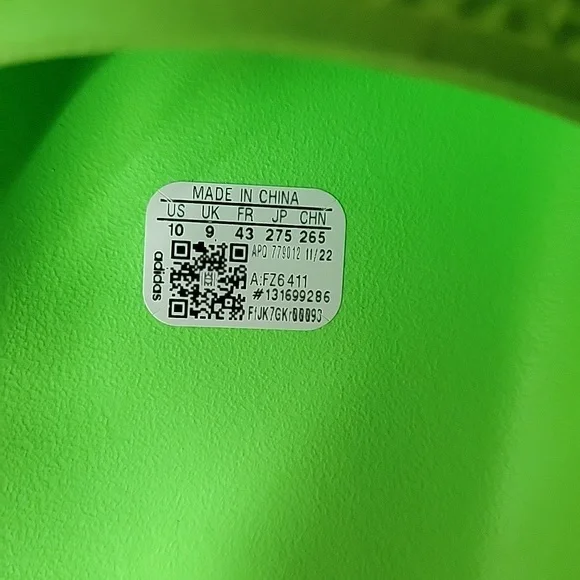 MADE IN CHINA
US UK FR JP CHN
10 9 43 275 265
APQ 779012 11/22
A:FZ6411
#131699286
adidas